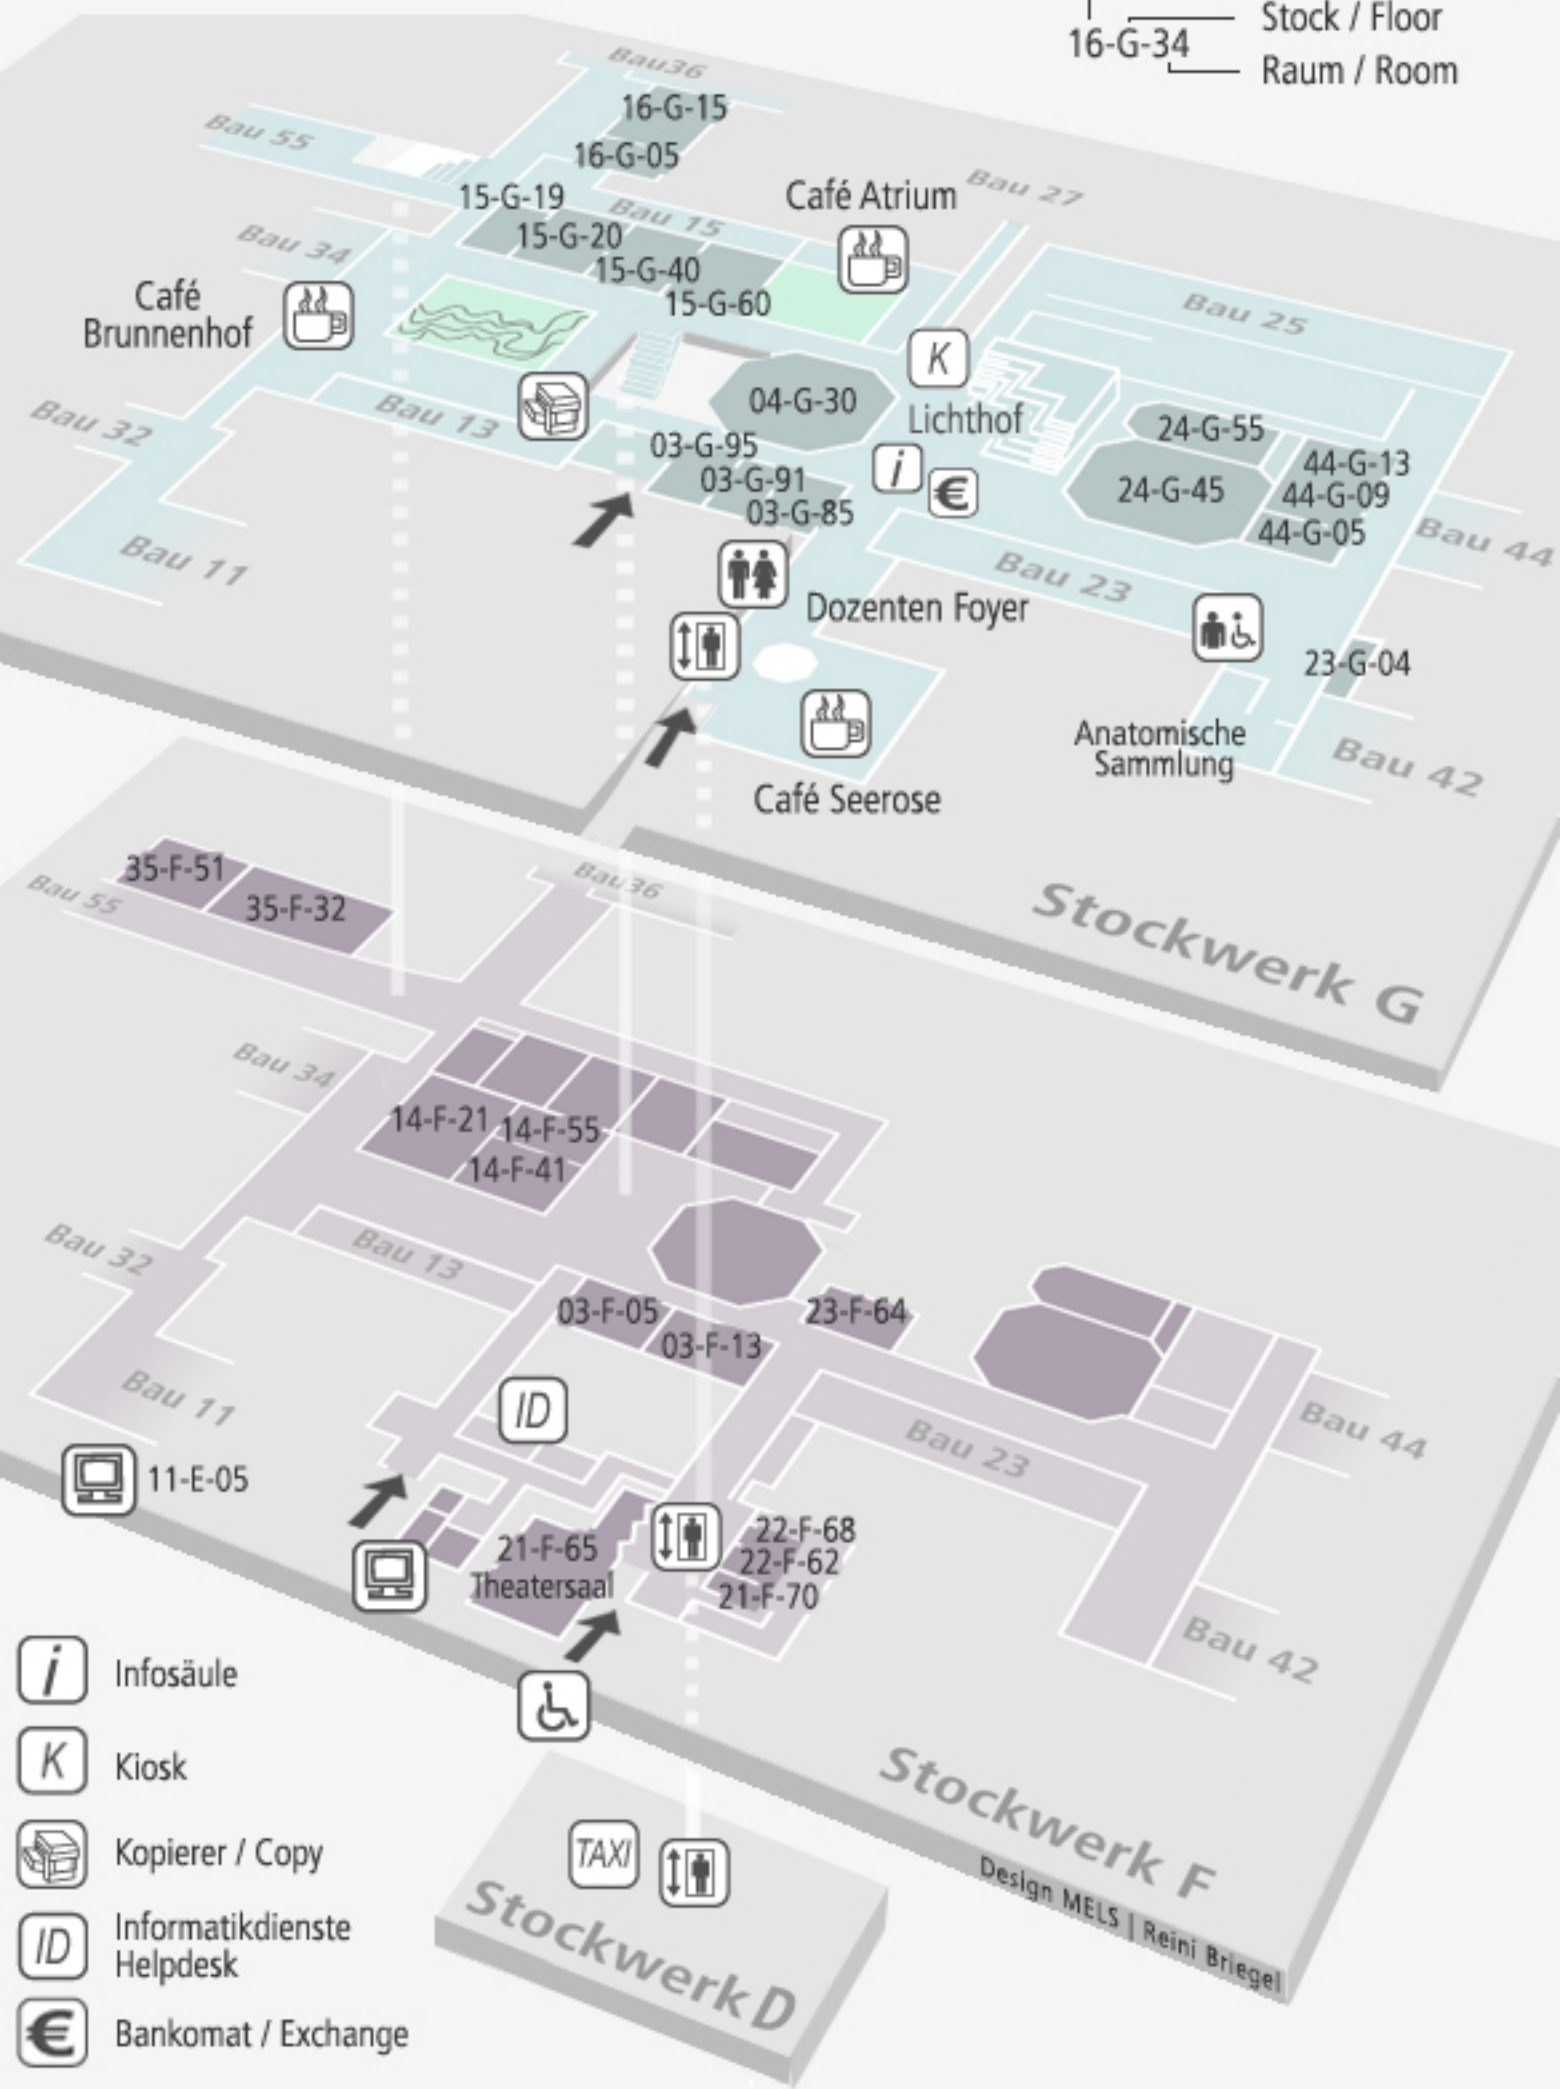 Stock / Floor
16-G-34
Raum / Room
Bau36
16-G-15
Bau 55
16-G-05
Bau 27
15-G-19
Café Atrium
Bau 15
Bau 34
15-G-20
15-G-40
15-G-60
Café
Brunnenhof
Bau 25
K
04-G-30
Lichthof
Bau 32
Bau 13
24-G-55
03-G-95
44-G-13
i
03-G-91
24-G-45
44-G-09
€
03-G-85
44-G-05
Bau 44
Bau 11
Bau 23
Dozenten Foyer
23-G-04
Anatomische
Sammlung
Bau 42
Café Seerose
Stockwerk G
35-F-51
Bau36
Bau 55
35-F-32
Bau 34
14-F-21
14-F-55
14-F-41
Bau 32
Bau 13
03-F-05
23-F-64
03-F-13
Bau 11
ID
Bau 44
Bau 23
11-E-05
22-F-68
21-F-65
22-F-62
Theatersaal
21-F-70
Bau 42
i
Infosäule
K
Kiosk
Stockwerk F
TAXI
Kopierer / Copy
Design MELS | Reini Briegel
Stockwerk D
ID
Informatikdienste
Helpdesk
€
Bankomat / Exchange